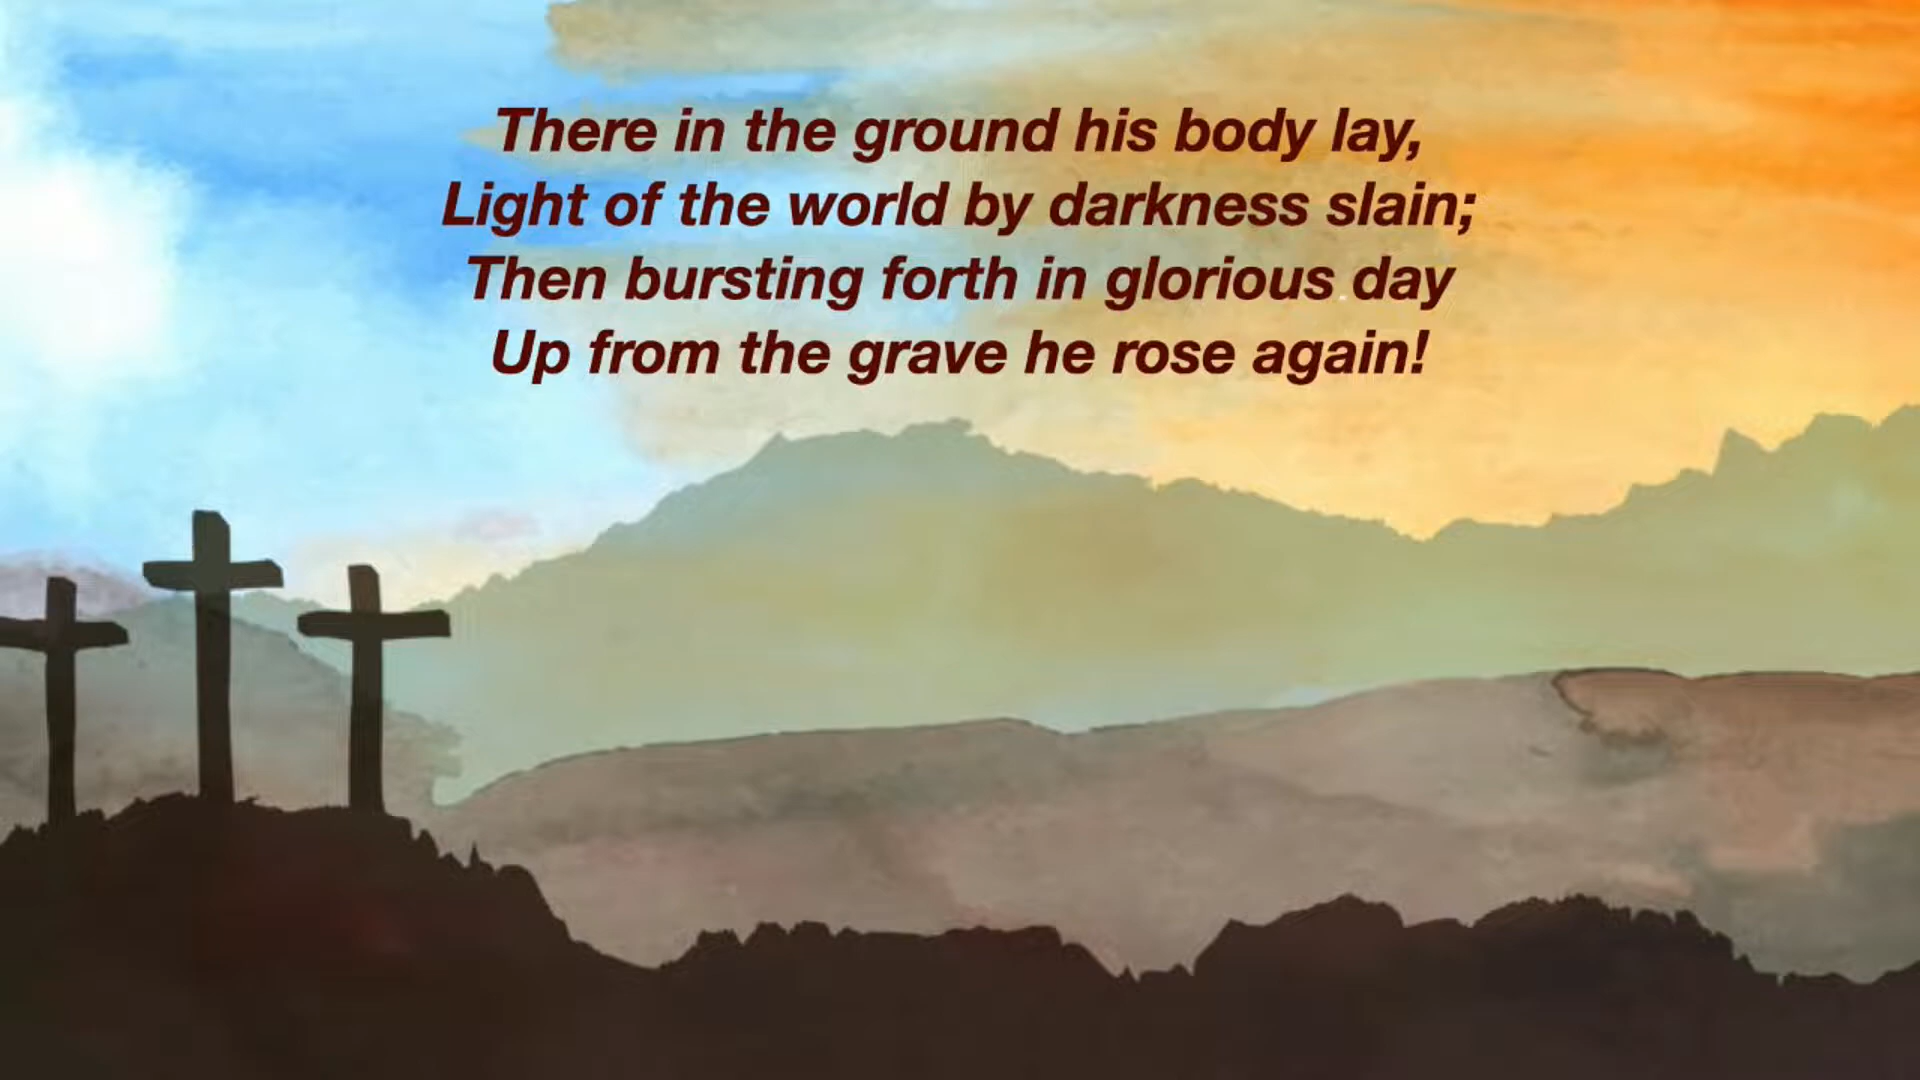 There in the ground his body lay,
Light of the world by darkness slain;
Then bursting forth in glorious day
Up from the grave he rose again!